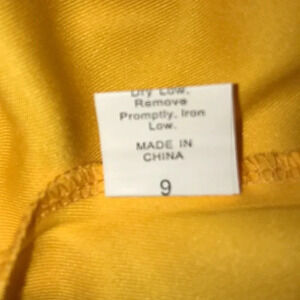 Dry Low.
Remove
Promptly, Iron
Low.
MADE IN
CHINA
9